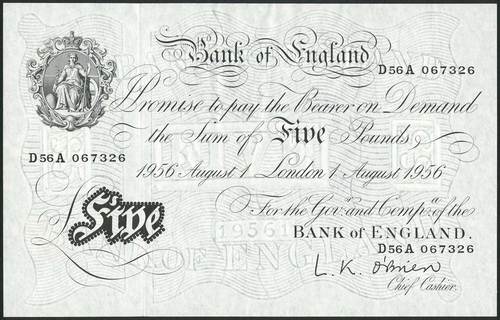 Bank of England
D56A 067326
Promise to pay the Bearer on Demand
the Sum of Five Pounds
D56A 067326
1956 August 1 London 1 August 1956
£Five
For the Govr. and Compa. of the
BANK OF ENGLAND.
D56A 067326
L. K. O'Brien
Chief Cashier.